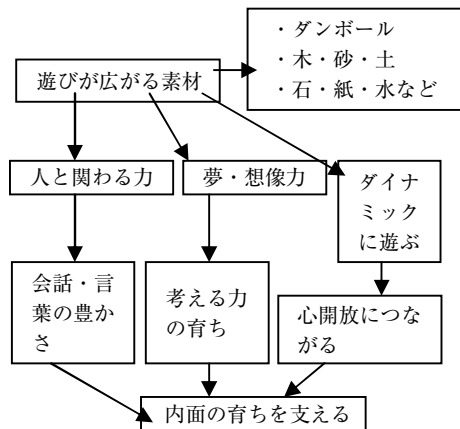 ・ダンボール
・木・砂・土
・石・紙・水など
遊びが広がる素材
人と関わる力
夢・想像力
ダイナ
ミック
に遊ぶ
会話・言
葉の豊か
さ
考える力
の育ち
心開放につな
がる
内面の育ちを支える